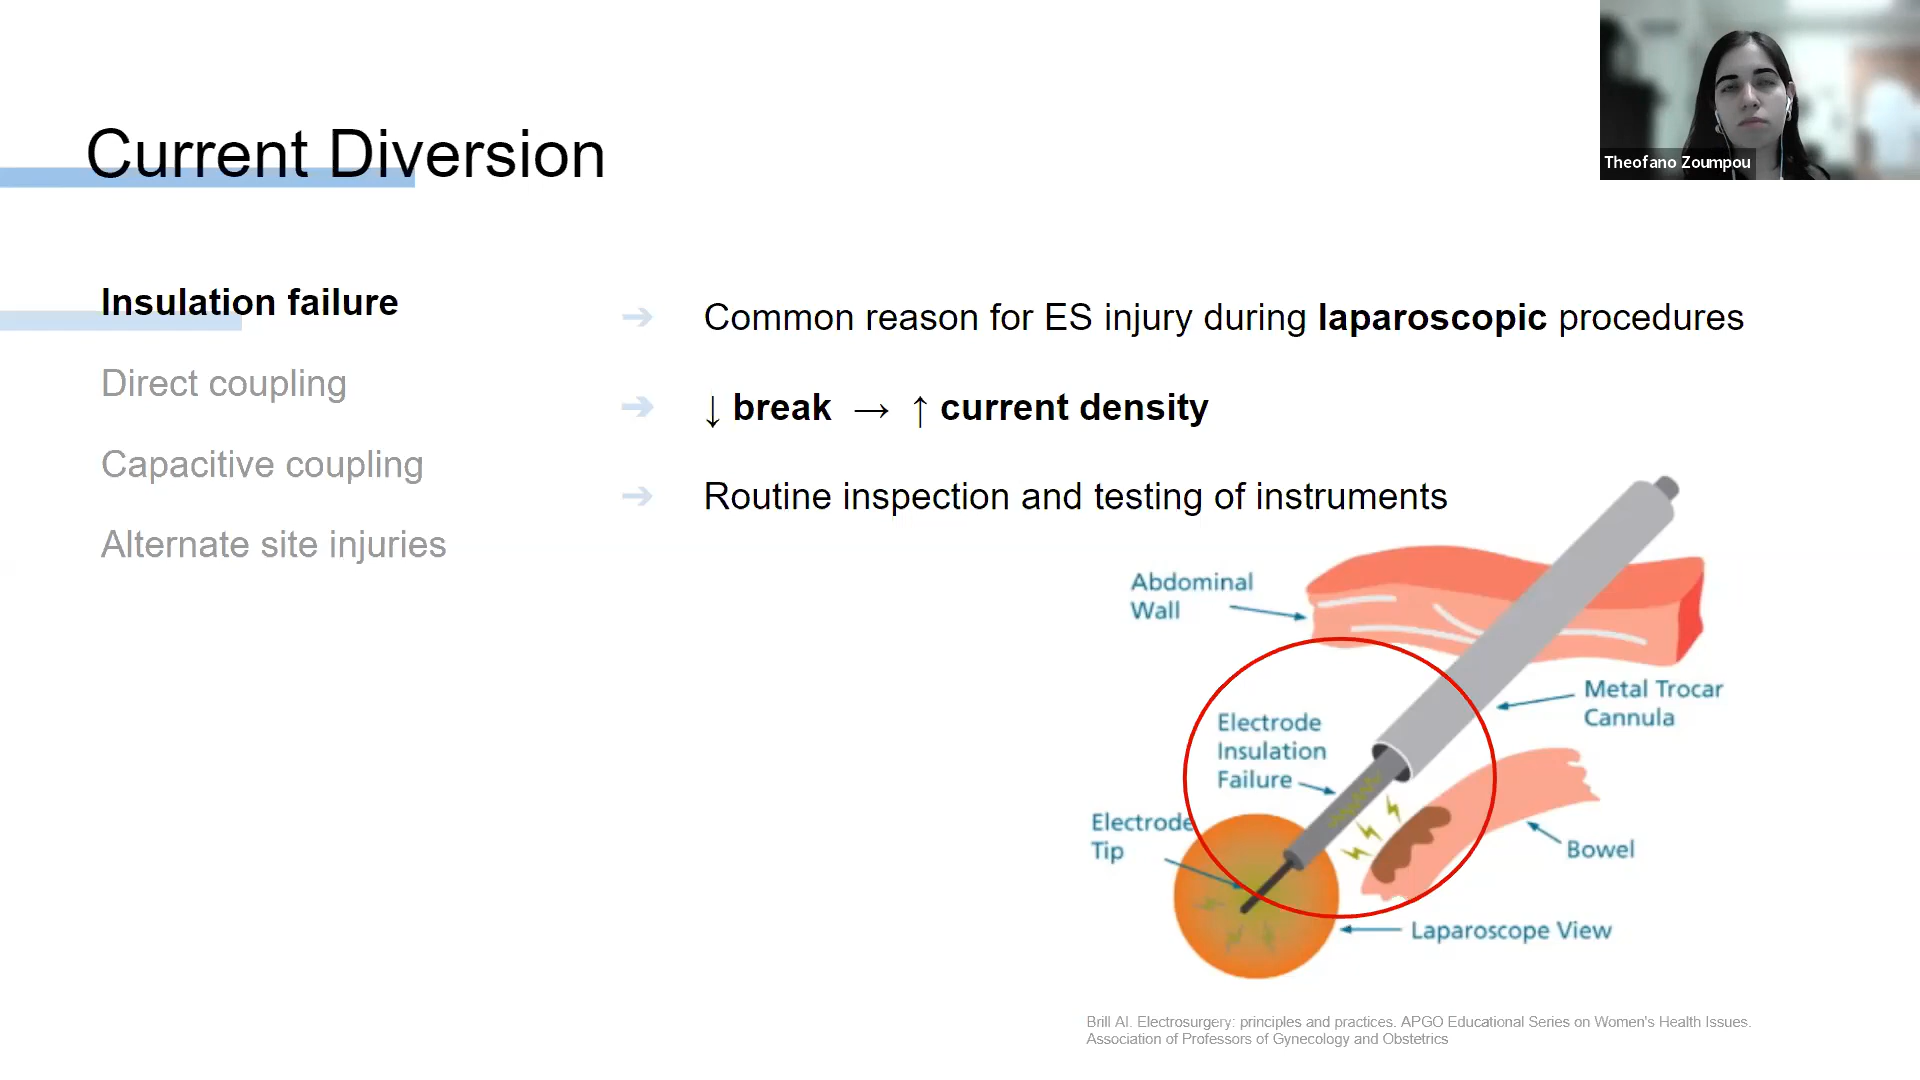 Theofano Zoumpou
Current Diversion
Insulation failure
Direct coupling
Capacitive coupling
Alternate site injuries
➔ Common reason for ES injury during laparoscopic procedures
➔ ↓ break → ↑ current density
➔ Routine inspection and testing of instruments
Abdominal
Wall
Metal Trocar
Cannula
Electrode
Insulation
Failure
Electrode
Tip
Bowel
Laparoscope View
Brill AI. Electrosurgery: principles and practices. APGO Educational Series on Women's Health Issues.
Association of Professors of Gynecology and Obstetrics